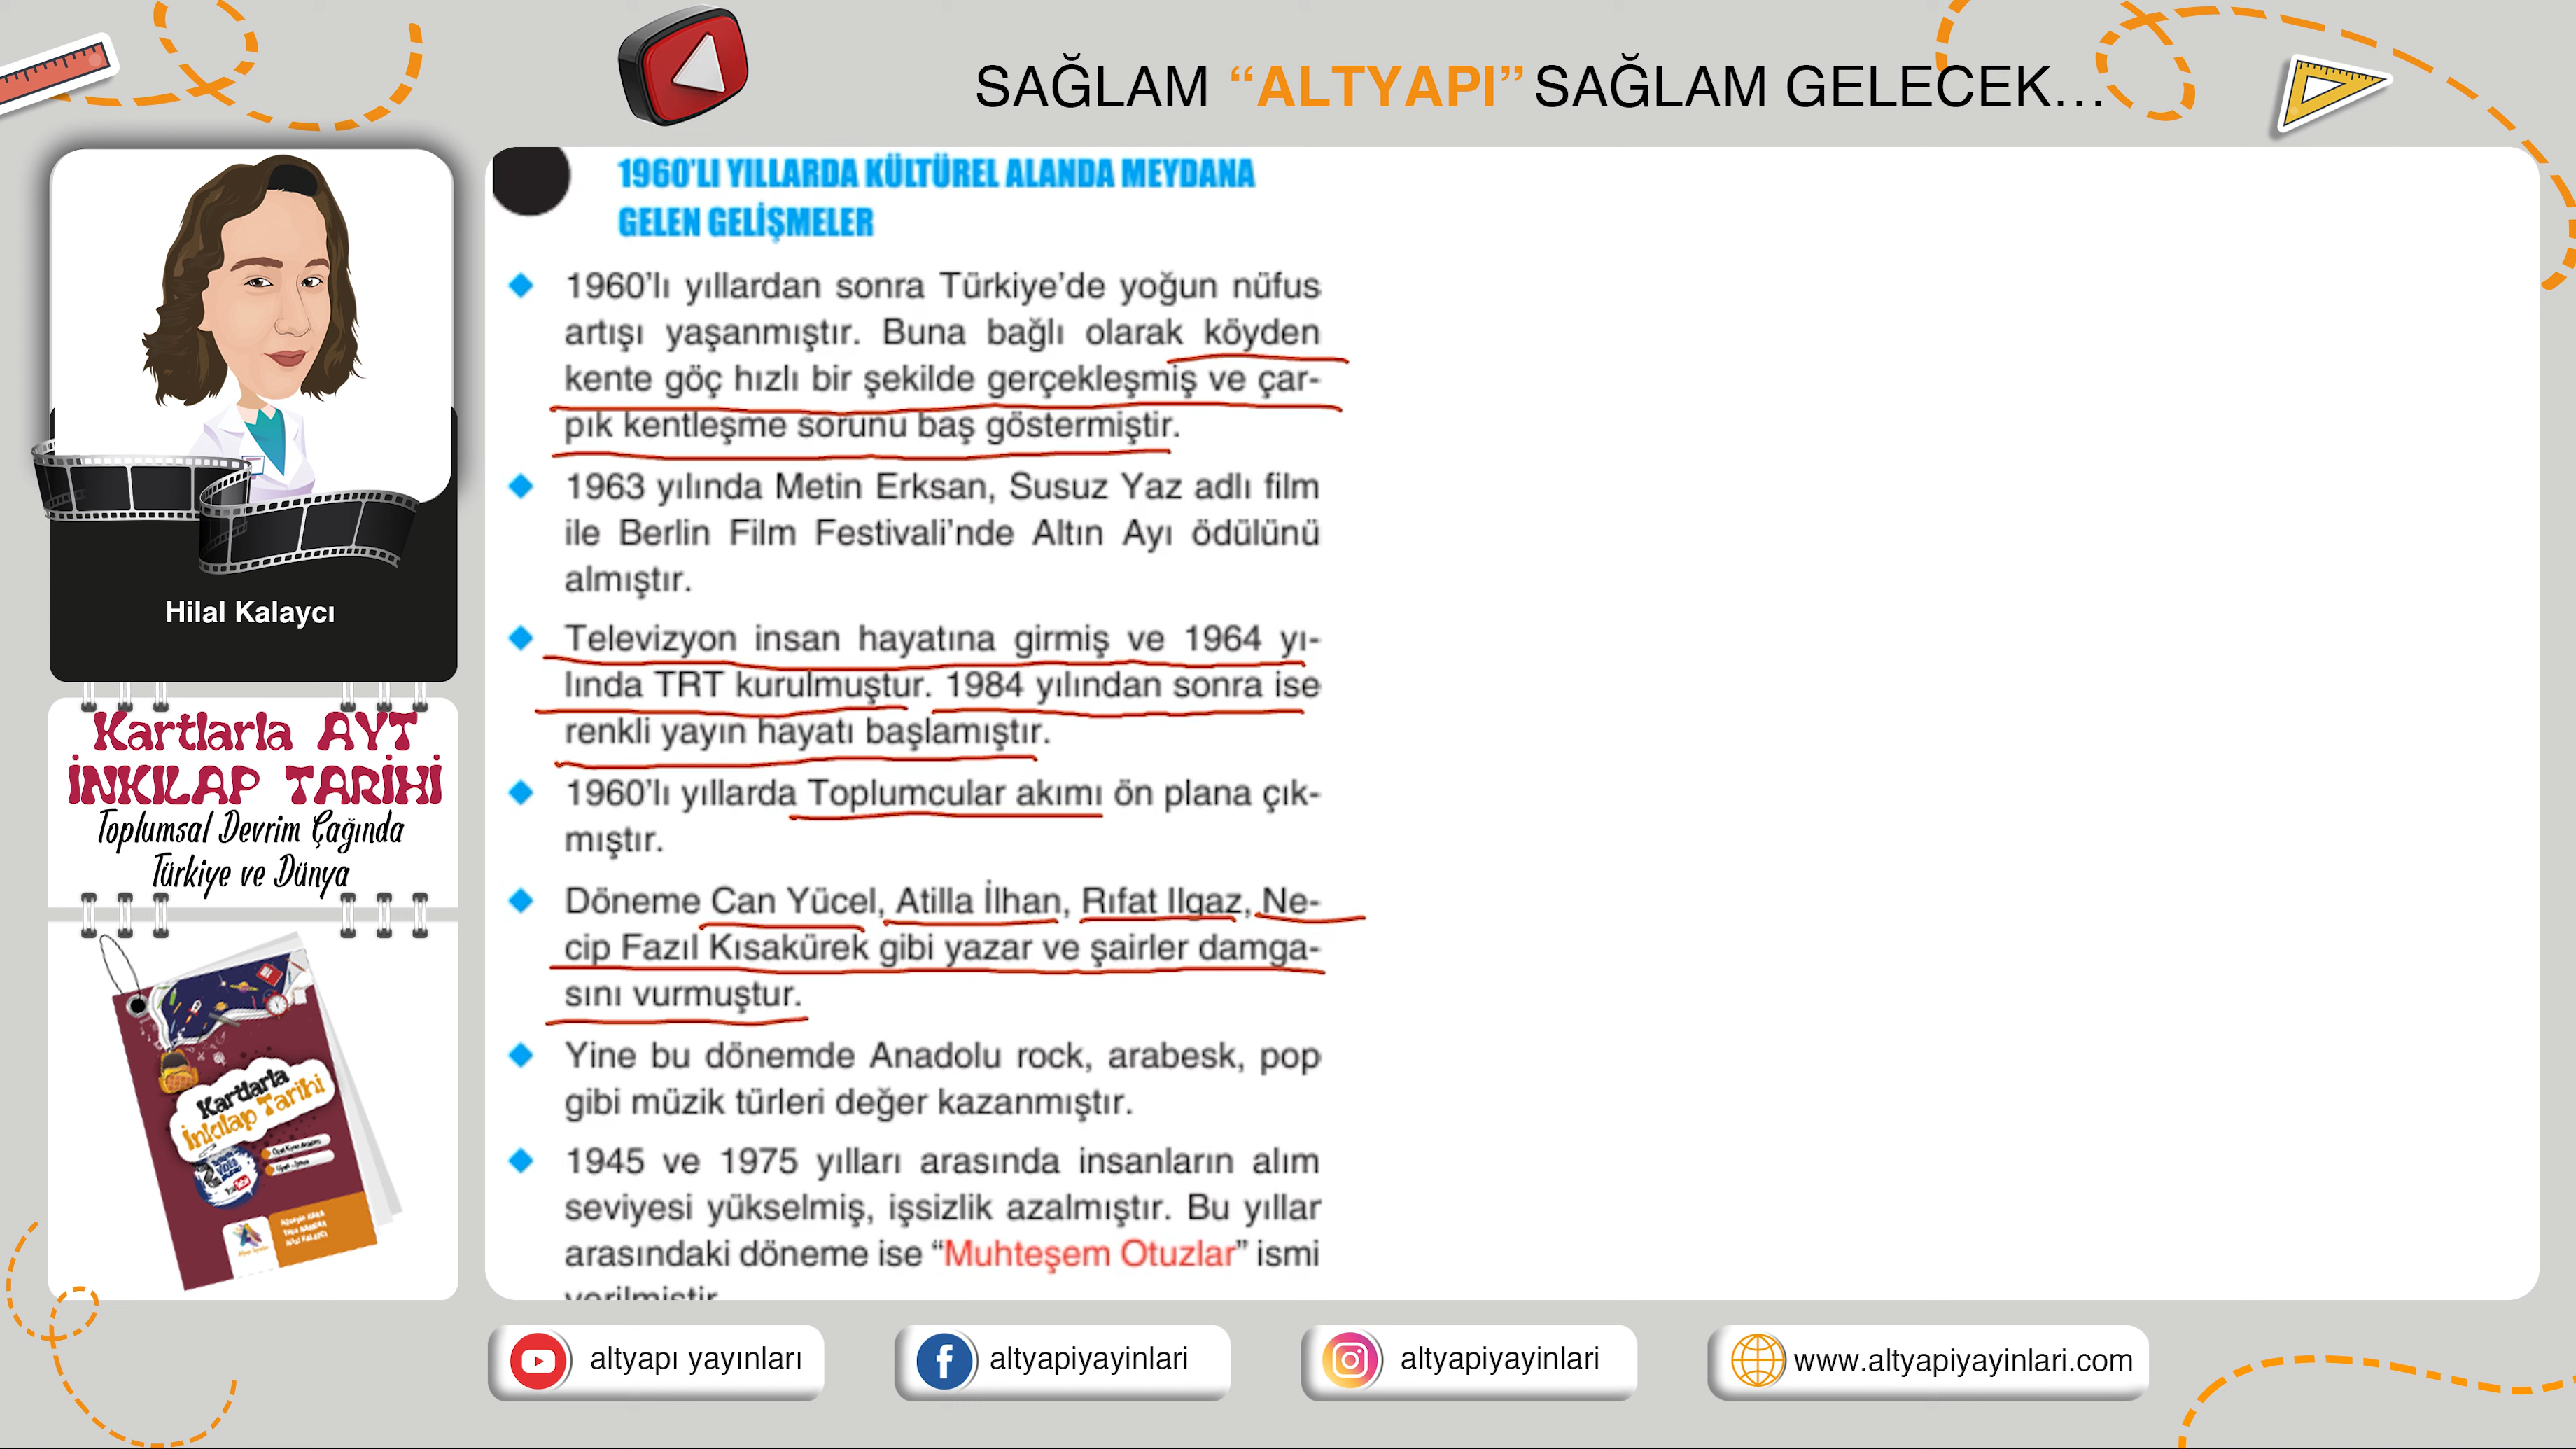 SAĞLAM “ALTYAPI” SAĞLAM GELECEK...
Hilal Kalaycı
Kartlarla AYT
İNKILAP TARİHİ
Toplumsal Devrim Çağında
Türkiye ve Dünya
Kartlarla
İnkılap Tarihi
1960'LI YILLARDA KÜLTÜREL ALANDA MEYDANA
GELEN GELİŞMELER
1960’lı yıllardan sonra Türkiye’de yoğun nüfus
artışı yaşanmıştır. Buna bağlı olarak köyden
kente göç hızlı bir şekilde gerçekleşmiş ve çar-
pık kentleşme sorunu baş göstermiştir.
1963 yılında Metin Erksan, Susuz Yaz adlı film
ile Berlin Film Festivali’nde Altın Ayı ödülünü
almıştır.
Televizyon insan hayatına girmiş ve 1964 yı-
lında TRT kurulmuştur. 1984 yılından sonra ise
renkli yayın hayatı başlamıştır.
1960’lı yıllarda Toplumcular akımı ön plana çık-
mıştır.
Döneme Can Yücel, Atilla İlhan, Rıfat Ilgaz, Ne-
cip Fazıl Kısakürek gibi yazar ve şairler damga-
sını vurmuştur.
Yine bu dönemde Anadolu rock, arabesk, pop
gibi müzik türleri değer kazanmıştır.
1945 ve 1975 yılları arasında insanların alım
seviyesi yükselmiş, işsizlik azalmıştır. Bu yıllar
arasındaki döneme ise “Muhteşem Otuzlar” ismi
verilmiştir.
altyapı yayınları
altyapiyayinlari
altyapiyayinlari
www.altyapiyayinlari.com